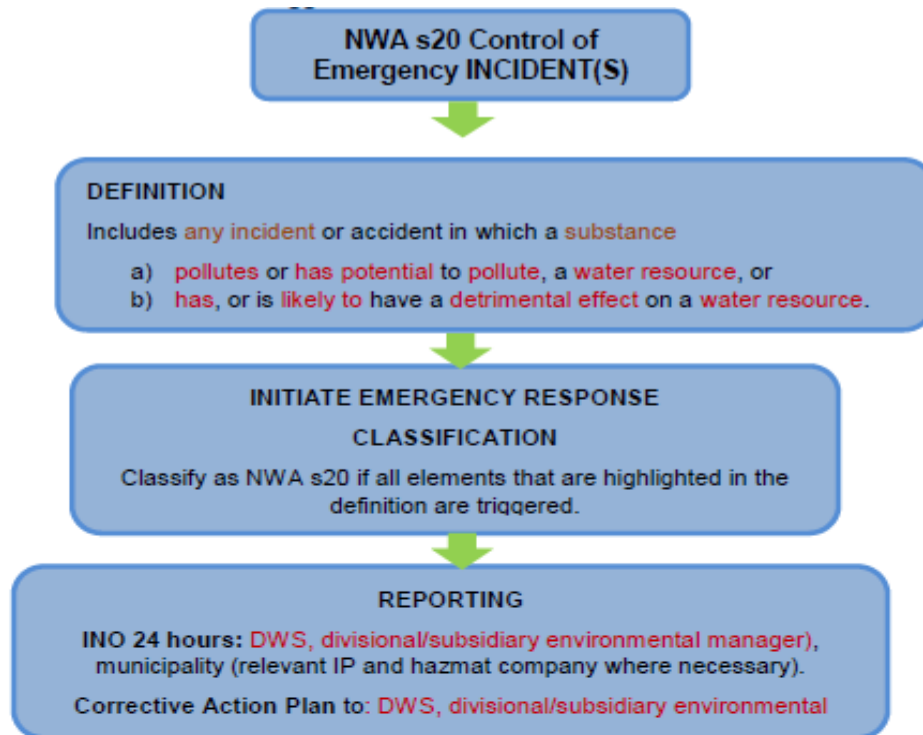 NWA s20 Control of
Emergency INCIDENT(S)
DEFINITION
Includes any incident or accident in which a substance
a) pollutes or has potential to pollute, a water resource, or
b) has, or is likely to have a detrimental effect on a water resource.
INITIATE EMERGENCY RESPONSE
CLASSIFICATION
Classify as NWA s20 if all elements that are highlighted in the
definition are triggered.
REPORTING
INO 24 hours: DWS, divisional/subsidiary environmental manager),
municipality (relevant IP and hazmat company where necessary).
Corrective Action Plan to: DWS, divisional/subsidiary environmental